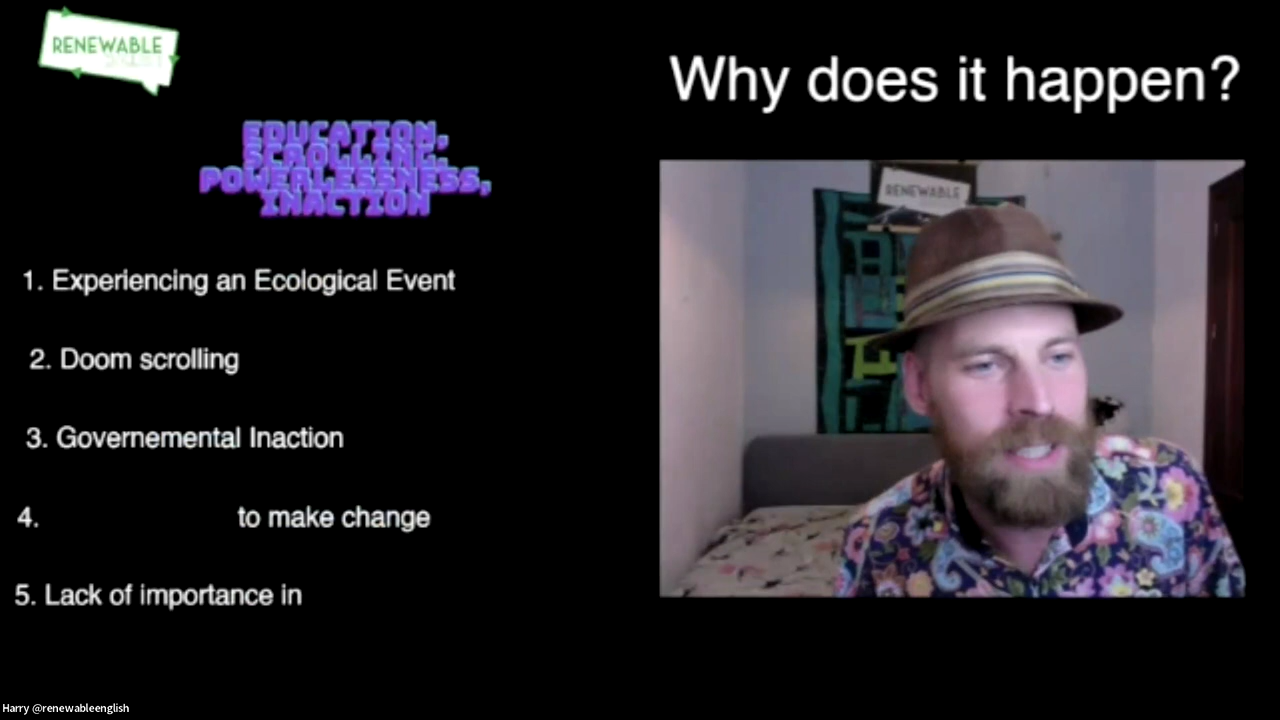 RENEWABLE
Why does it happen?
EDUCATION,
SCROLLING,
POWERLESSNESS,
INACTION
RENEWABLE
1. Experiencing an Ecological Event
2. Doom scrolling
3. Governemental Inaction
4. to make change
5. Lack of importance in
Harry @renewableenglish